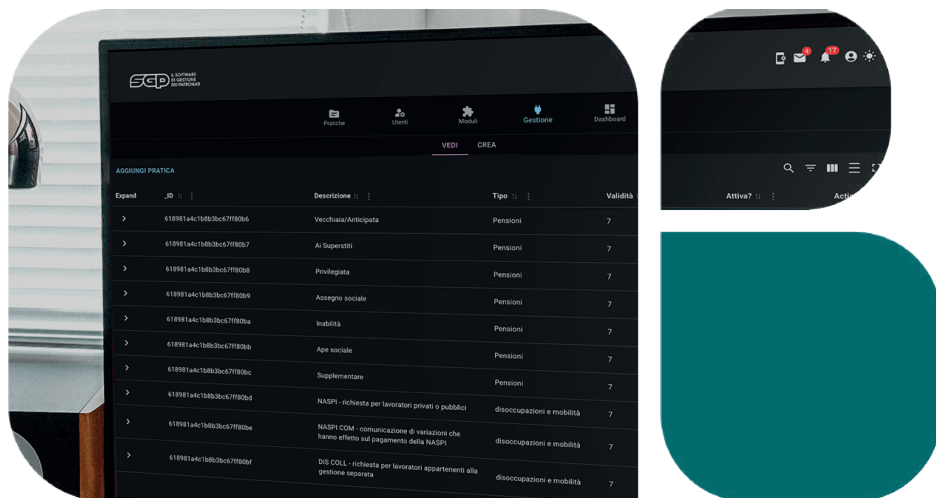 SGP IL SOFTWARE
DI GESTIONE
DEI PATRONATI
4 17
Pratiche Utenti Moduli Gestione Dashboard
VEDI CREA
AGGIUNGI PRATICA
Expand _ID Descrizione Tipo Validità Attiva?
618981a4c1b8b3bc67ff80b6 Vecchiaia/Anticipata Pensioni 7
618981a4c1b8b3bc67ff80b7 Ai Superstiti Pensioni 7
618981a4c1b8b3bc67ff80b8 Privilegiata Pensioni 7
618981a4c1b8b3bc67ff80b9 Assegno sociale Pensioni 7
618981a4c1b8b3bc67ff80ba Inabilità Pensioni 7
618981a4c1b8b3bc67ff80bb Ape sociale Pensioni 7
618981a4c1b8b3bc67ff80bc Supplementare Pensioni 7
618981a4c1b8b3bc67ff80bd NASPI - richiesta per lavoratori privati o pubblici disoccupazioni e mobilità 7
618981a4c1b8b3bc67ff80be NASPI COM - comunicazione di variazioni che
hanno effetto sul pagamento della NASPI disoccupazioni e mobilità 7
618981a4c1b8b3bc67ff80bf DIS COLL - richiesta per lavoratori appartenenti alla
gestione separata disoccupazioni e mobilità 7